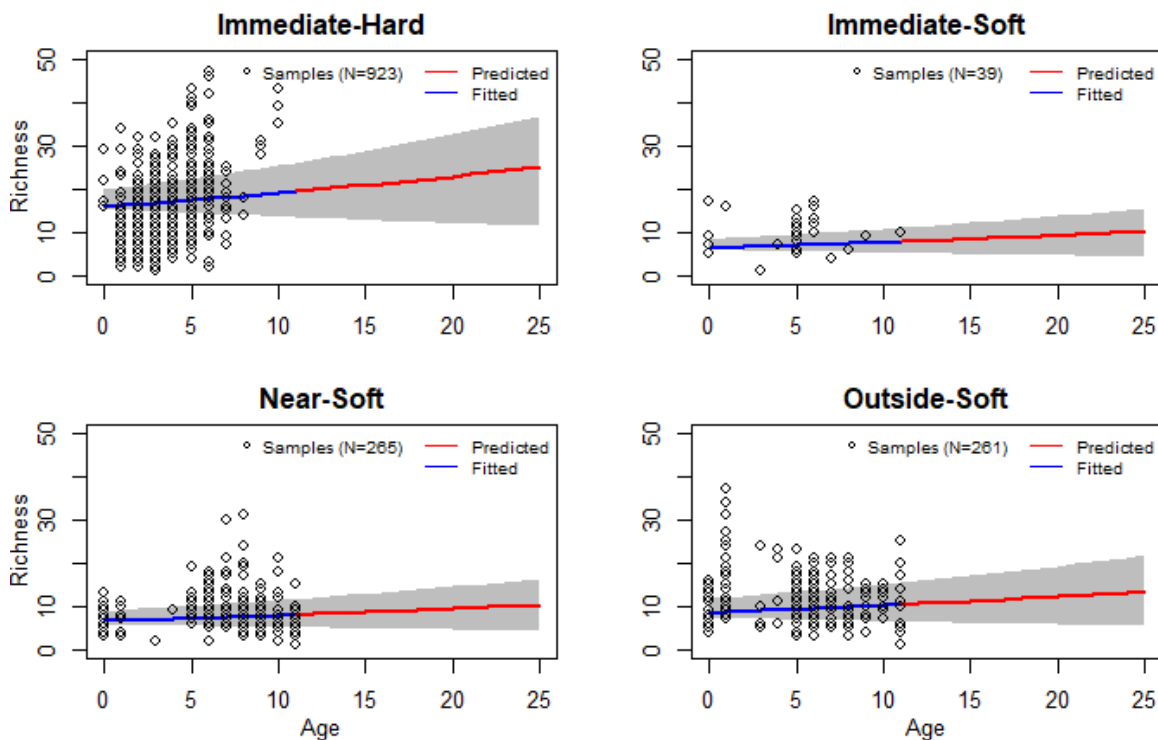 Immediate-Hard
Immediate-Soft
Samples (N=923) Predicted
Fitted
Samples (N=39) Predicted
Fitted
Richness
50
30
10
0
0 5 10 15 20 25
50
30
10
0
0 5 10 15 20 25
Near-Soft
Outside-Soft
Samples (N=265) Predicted
Fitted
Samples (N=261) Predicted
Fitted
Richness
50
30
10
0
0 5 10 15 20 25
Age
50
30
10
0
0 5 10 15 20 25
Age